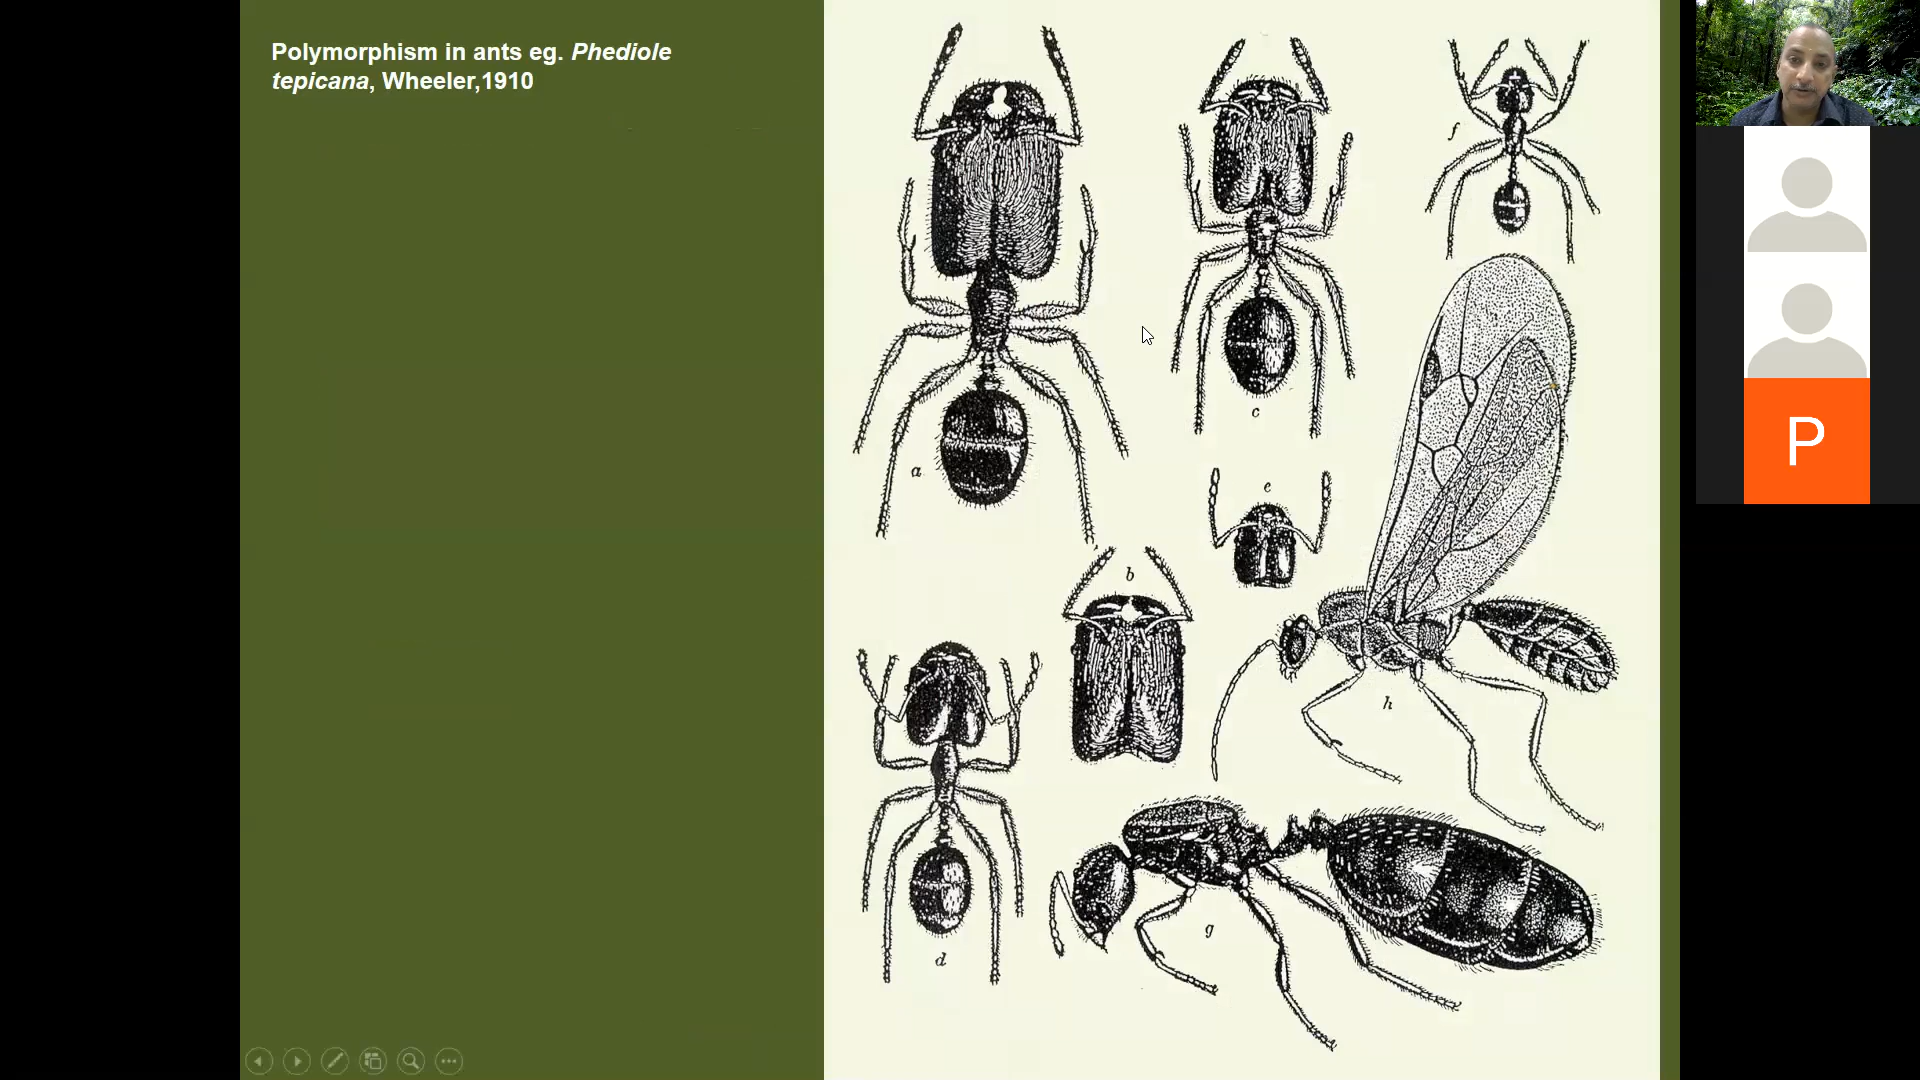 Polymorphism in ants eg. Phediole
tepicana, Wheeler,1910
a
c
f
e
b
h
d
g
P